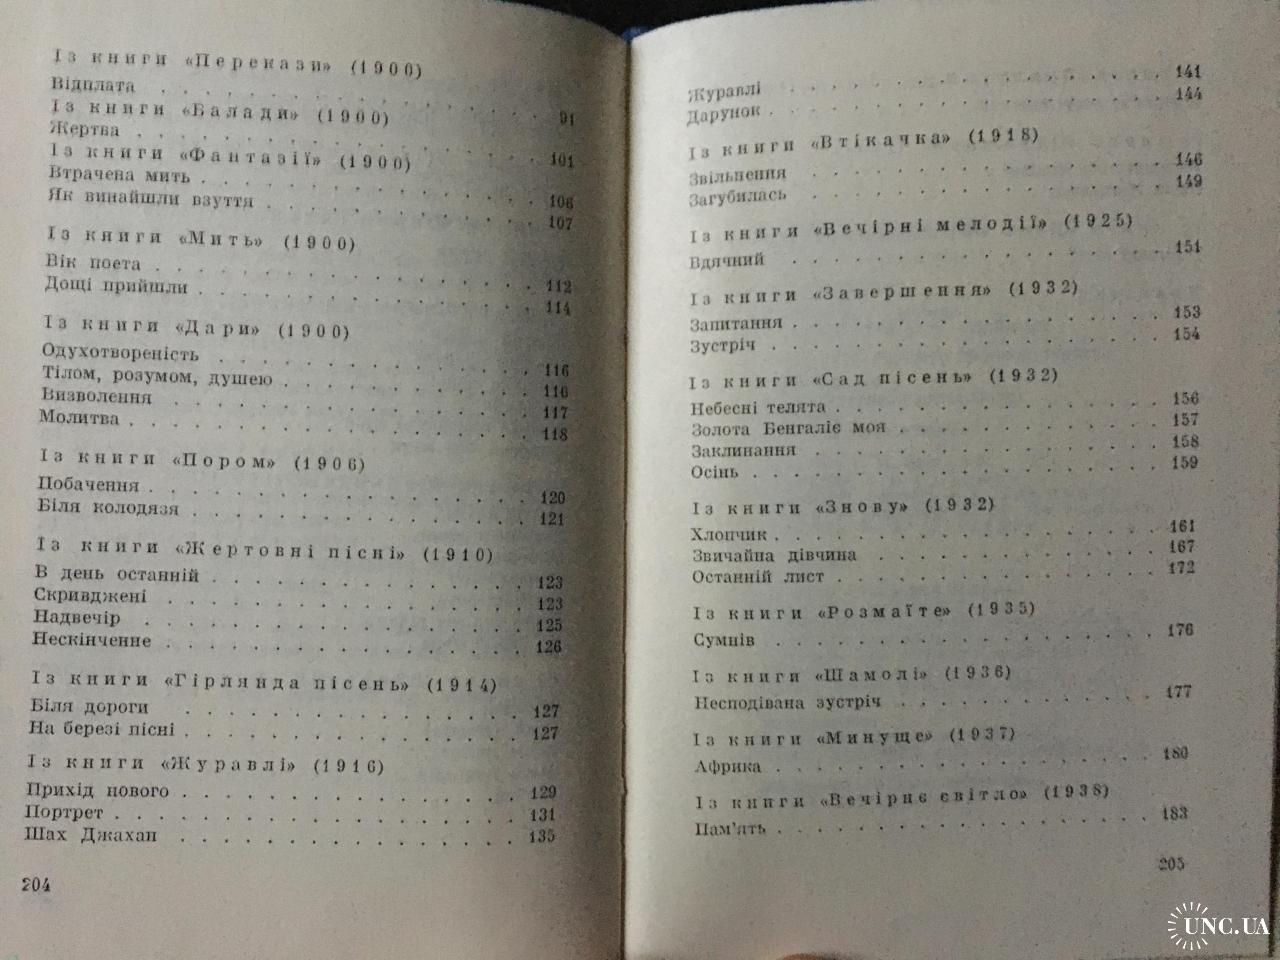 Із книги «Перекази» (1900)
Відплата . . . . . . . . . . . . . . . . 91
Із книги «Балади» (1900)
Жертва . . . . . . . . . . . . . . . . 101
Із книги «Фантазії» (1900)
Втрачена мить . . . . . . . . . . . . . . . . 106
Як винайшли взуття . . . . . . . . . . . . . . . . 107
Із книги «Мить» (1900)
Вік поета . . . . . . . . . . . . . . . . 112
Дощі прийшли . . . . . . . . . . . . . . . . 114
Із книги «Дари» (1900)
Одухотвореність . . . . . . . . . . . . . . . . 116
Тілом, розумом, душею . . . . . . . . . . . . . . . . 116
Визволення . . . . . . . . . . . . . . . . 117
Молитва . . . . . . . . . . . . . . . . 118
Із книги «Пором» (1906)
Побачення . . . . . . . . . . . . . . . . 120
Біля колодязя . . . . . . . . . . . . . . . . 121
Із книги «Жертовні пісні» (1910)
В день останній . . . . . . . . . . . . . . . . 123
Скривджені . . . . . . . . . . . . . . . . 123
Надвечір . . . . . . . . . . . . . . . . 125
Нескінченне . . . . . . . . . . . . . . . . 126
Із книги «Гірлянда пісень» (1914)
Біля дороги . . . . . . . . . . . . . . . . 127
На березі пісні . . . . . . . . . . . . . . . . 127
Із книги «Журавлі» (1916)
Прихід нового . . . . . . . . . . . . . . . . 129
Портрет . . . . . . . . . . . . . . . . 131
Шах Джахан . . . . . . . . . . . . . . . . 135
204
Журавлі . . . . . . . . . . . . . . . . 141
Дарунок . . . . . . . . . . . . . . . . 144
Із книги «Втікачка» (1918)
Звільнення . . . . . . . . . . . . . . . . 146
Загубилась . . . . . . . . . . . . . . . . 149
Із книги «Вечірні мелодії» (1925)
Вдячний . . . . . . . . . . . . . . . . 151
Із книги «Завершення» (1932)
Запитання . . . . . . . . . . . . . . . . 153
Зустріч . . . . . . . . . . . . . . . . 154
Із книги «Сад пісень» (1932)
Небесні телята . . . . . . . . . . . . . . . . 156
Золота Бенгаліє моя . . . . . . . . . . . . . . . . 157
Заклинання . . . . . . . . . . . . . . . . 158
Осінь . . . . . . . . . . . . . . . . 159
Із книги «Знову» (1932)
Хлопчик . . . . . . . . . . . . . . . . 161
Звичайна дівчина . . . . . . . . . . . . . . . . 167
Останній лист . . . . . . . . . . . . . . . . 172
Із книги «Розмаїте» (1935)
Сумнів . . . . . . . . . . . . . . . . 176
Із книги «Шамолі» (1936)
Несподівана зустріч . . . . . . . . . . . . . . . . 177
Із книги «Минуще» (1937)
Африка . . . . . . . . . . . . . . . . 180
Із книги «Вечірнє світло» (1938)
Пам'ять . . . . . . . . . . . . . . . . 183
205
UNC.UA